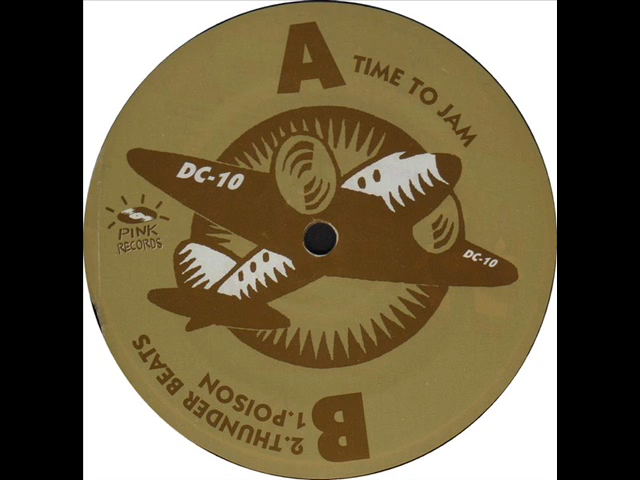 A
TIME TO JAM
DC-10
DC-10
PINK
RECORDS
B
1.POISON
2.THUNDER BEATS